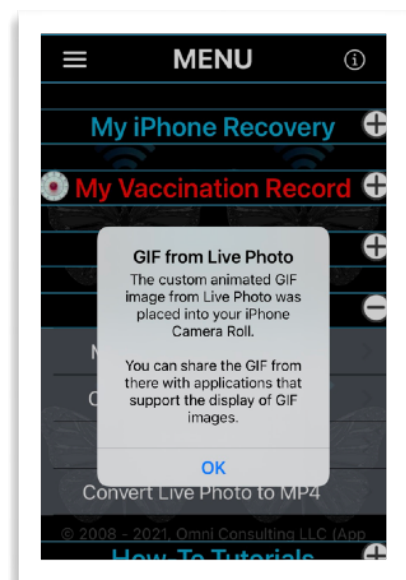 MENU
My iPhone Recovery
My Vaccination Record
GIF from Live Photo
The custom animated GIF
image from Live Photo was
placed into your iPhone
Camera Roll.
You can share the GIF from
there with applications that
support the display of GIF
images.
OK
Convert Live Photo to MP4
© 2008 - 2021, Omni Consulting LLC (App
How-To Tutorials